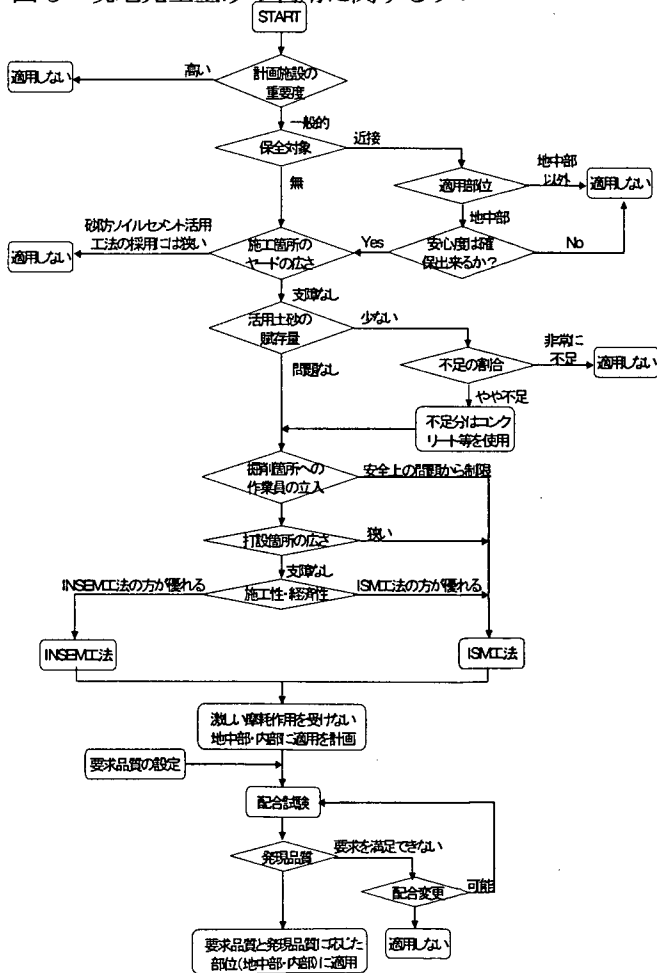 START
計画施設の
重要度
高い
適用しない
一般的
保全対象
近接
無
適用部位
地中部
以外
適用しない
地中部
砂防ソイルセメント活用
工法の採用には狭い
適用しない
施工箇所の
ヤードの広さ
Yes
安心度は確
保出来るか？
No
支障なし
活用土砂の
賦存量
少ない
問題なし
不足の割合
非常に
不足
適用しない
やや不足
不足分はコンク
リート等を使用
掘削箇所への
作業員の立入
安全上の問題から制限
打設箇所の広さ
狭い
支障なし
INSEM工法の方が優れる
施工性・経済性
ISM工法の方が優れる
INSEM工法
ISM工法
激しい摩耗作用を受けない
地中部・内部に適用を計画
要求品質の設定
配合試験
発現品質
要求を満足できない
配合変更
可能
適用しない
要求品質と発現品質に応じた
部位(地中部・内部)に適用